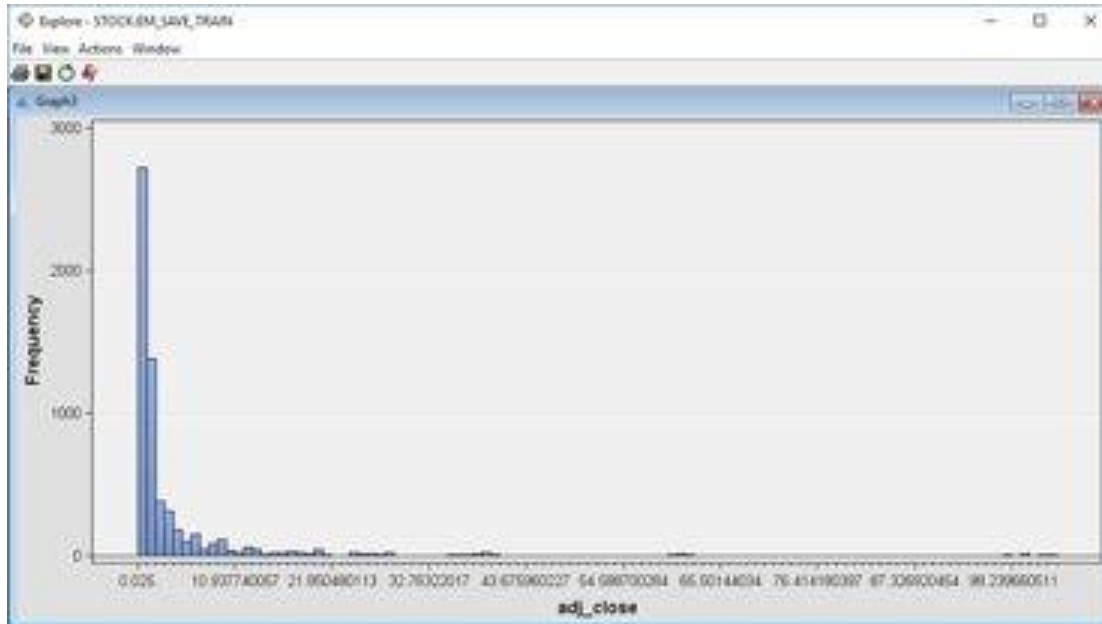 Explore - STOCK.EM_SAVE_TRAIN
File View Actions Window
Graph3
3000
2000
1000
0
Frequency
0.025 10.937740057 21.850480113 32.76322017 43.675960227 54.588700284 65.50144034 76.414180397 87.326920454 98.239660511
adj_close